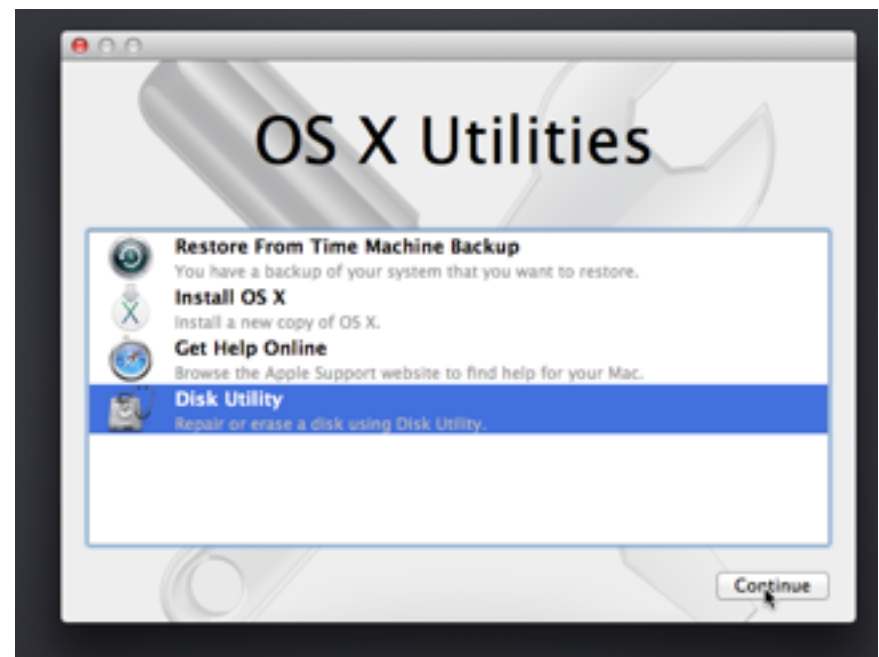 OS X Utilities
Restore From Time Machine Backup
You have a backup of your system that you want to restore.
Install OS X
Install a new copy of OS X.
Get Help Online
Browse the Apple Support website to find help for your Mac.
Disk Utility
Repair or erase a disk using Disk Utility.
Continue